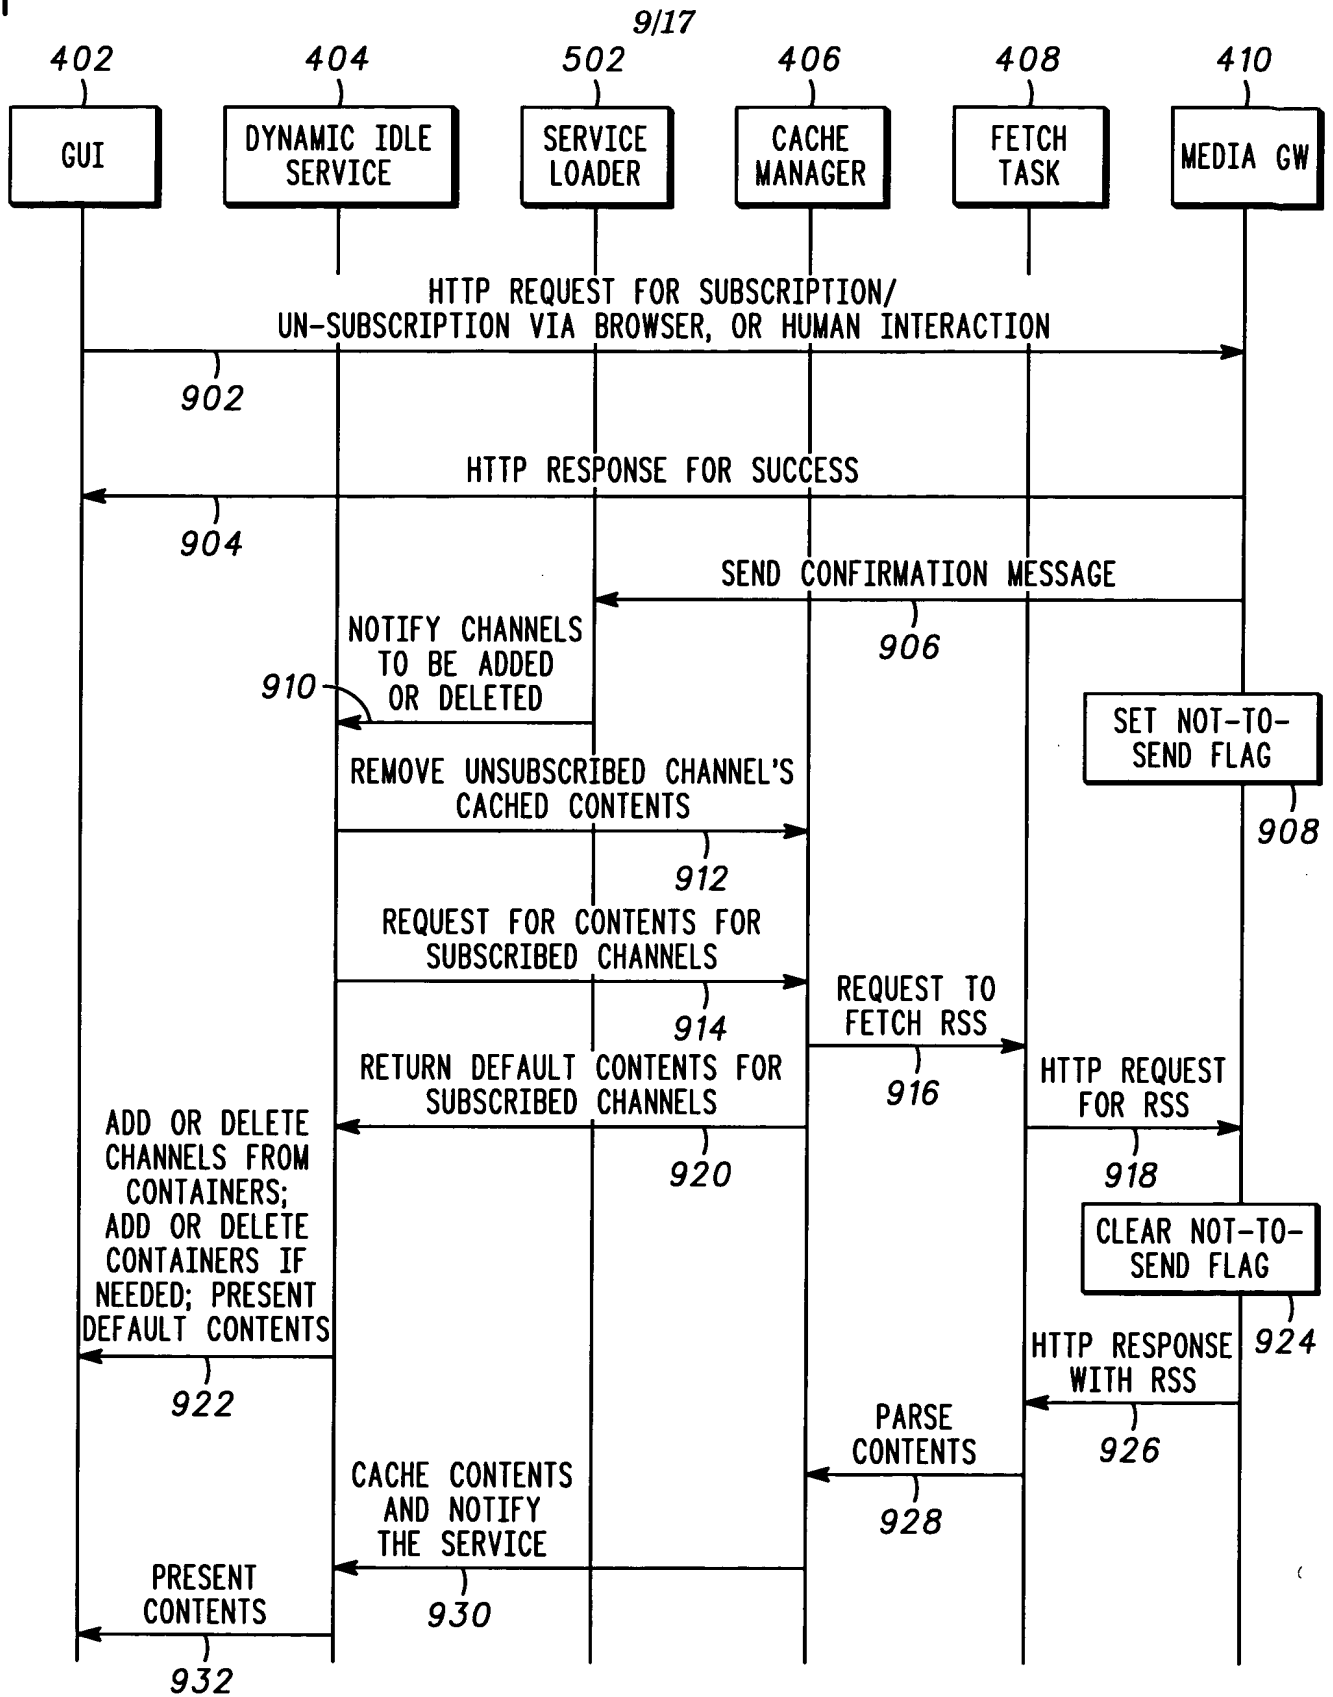 9/17
402 404 502 406 408 410
GUI
DYNAMIC IDLE
SERVICE
SERVICE
LOADER
CACHE
MANAGER
FETCH
TASK
MEDIA GW
HTTP REQUEST FOR SUBSCRIPTION/
UN-SUBSCRIPTION VIA BROWSER, OR HUMAN INTERACTION
902
HTTP RESPONSE FOR SUCCESS
904
SEND CONFIRMATION MESSAGE
906
NOTIFY CHANNELS
TO BE ADDED
OR DELETED
910
SET NOT-TO-
SEND FLAG
908
REMOVE UNSUBSCRIBED CHANNEL'S
CACHED CONTENTS
912
REQUEST FOR CONTENTS FOR
SUBSCRIBED CHANNELS
914
REQUEST TO
FETCH RSS
916
RETURN DEFAULT CONTENTS FOR
SUBSCRIBED CHANNELS
920
HTTP REQUEST
FOR RSS
918
ADD OR DELETE
CHANNELS FROM
CONTAINERS;
ADD OR DELETE
CONTAINERS IF
NEEDED; PRESENT
DEFAULT CONTENTS
922
CLEAR NOT-TO-
SEND FLAG
924
HTTP RESPONSE
WITH RSS
926
PARSE
CONTENTS
928
CACHE CONTENTS
AND NOTIFY
THE SERVICE
930
PRESENT
CONTENTS
932